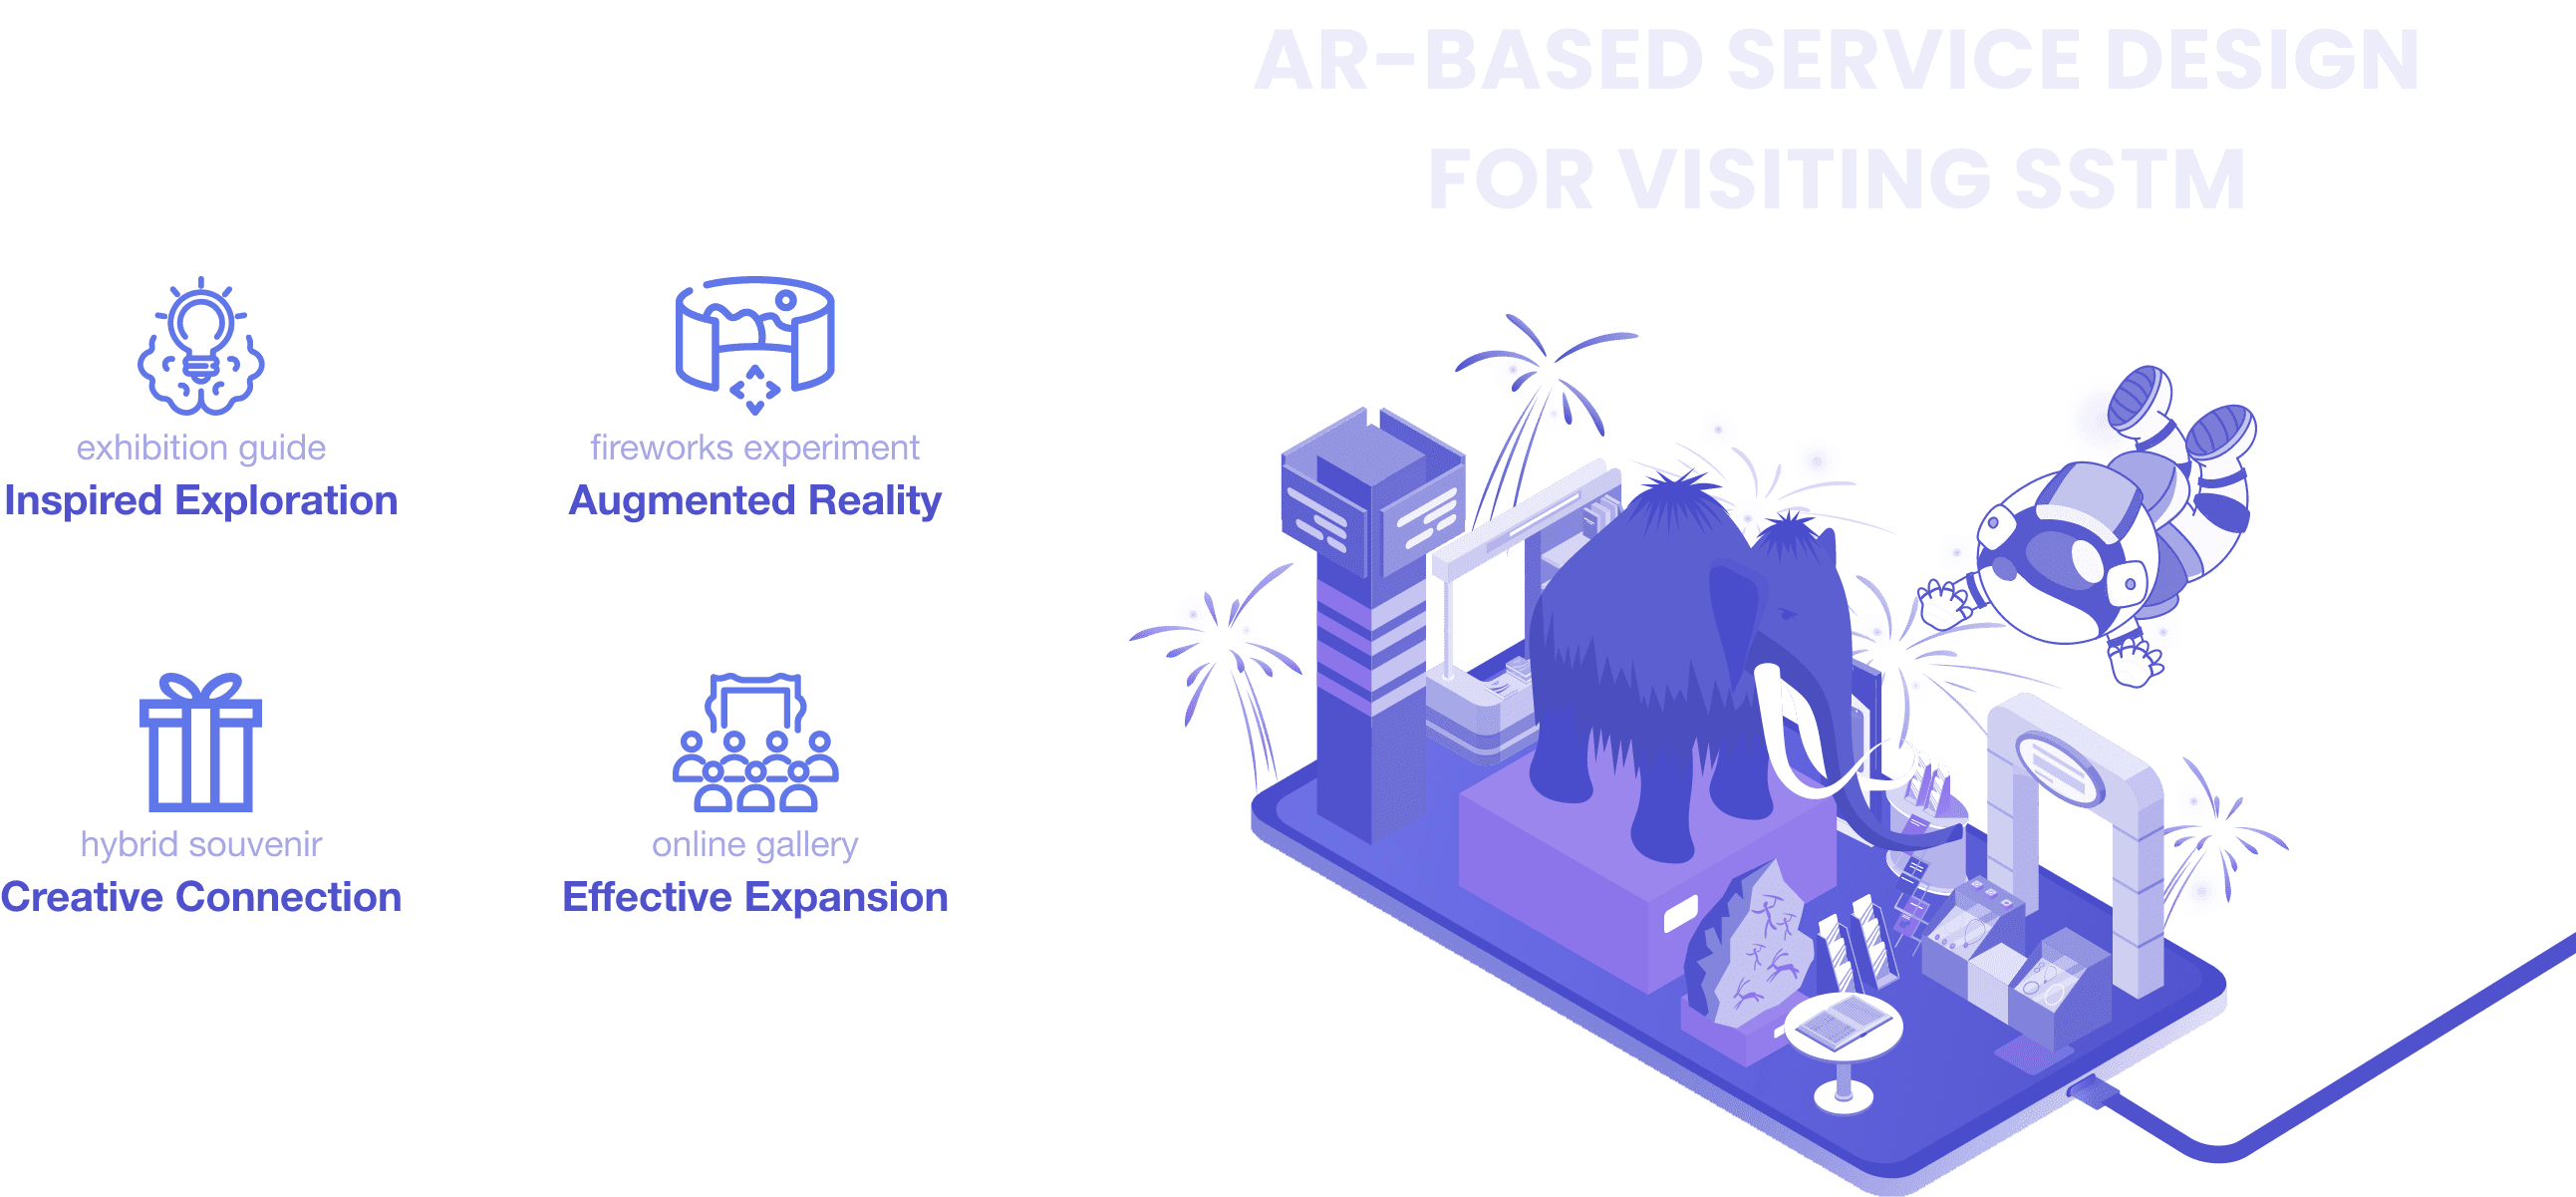 AR-BASED SERVICE DESIGN
FOR VISITING SSTM
exhibition guide
Inspired Exploration
fireworks experiment
Augmented Reality
hybrid souvenir
Creative Connection
online gallery
Effective Expansion